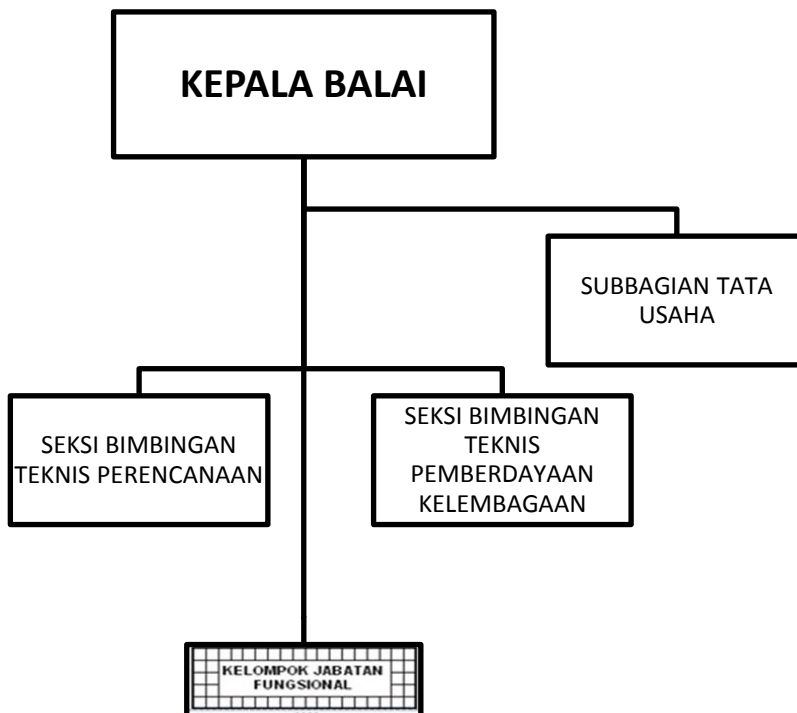 KEPALA BALAI
SUBBAGIAN TATA
USAHA
SEKSI BIMBINGAN
TEKNIS PERENCANAAN
SEKSI BIMBINGAN
TEKNIS
PEMBERDAYAAN
KELEMBAGAAN
KELOMPOK JABATAN
FUNGSIONAL